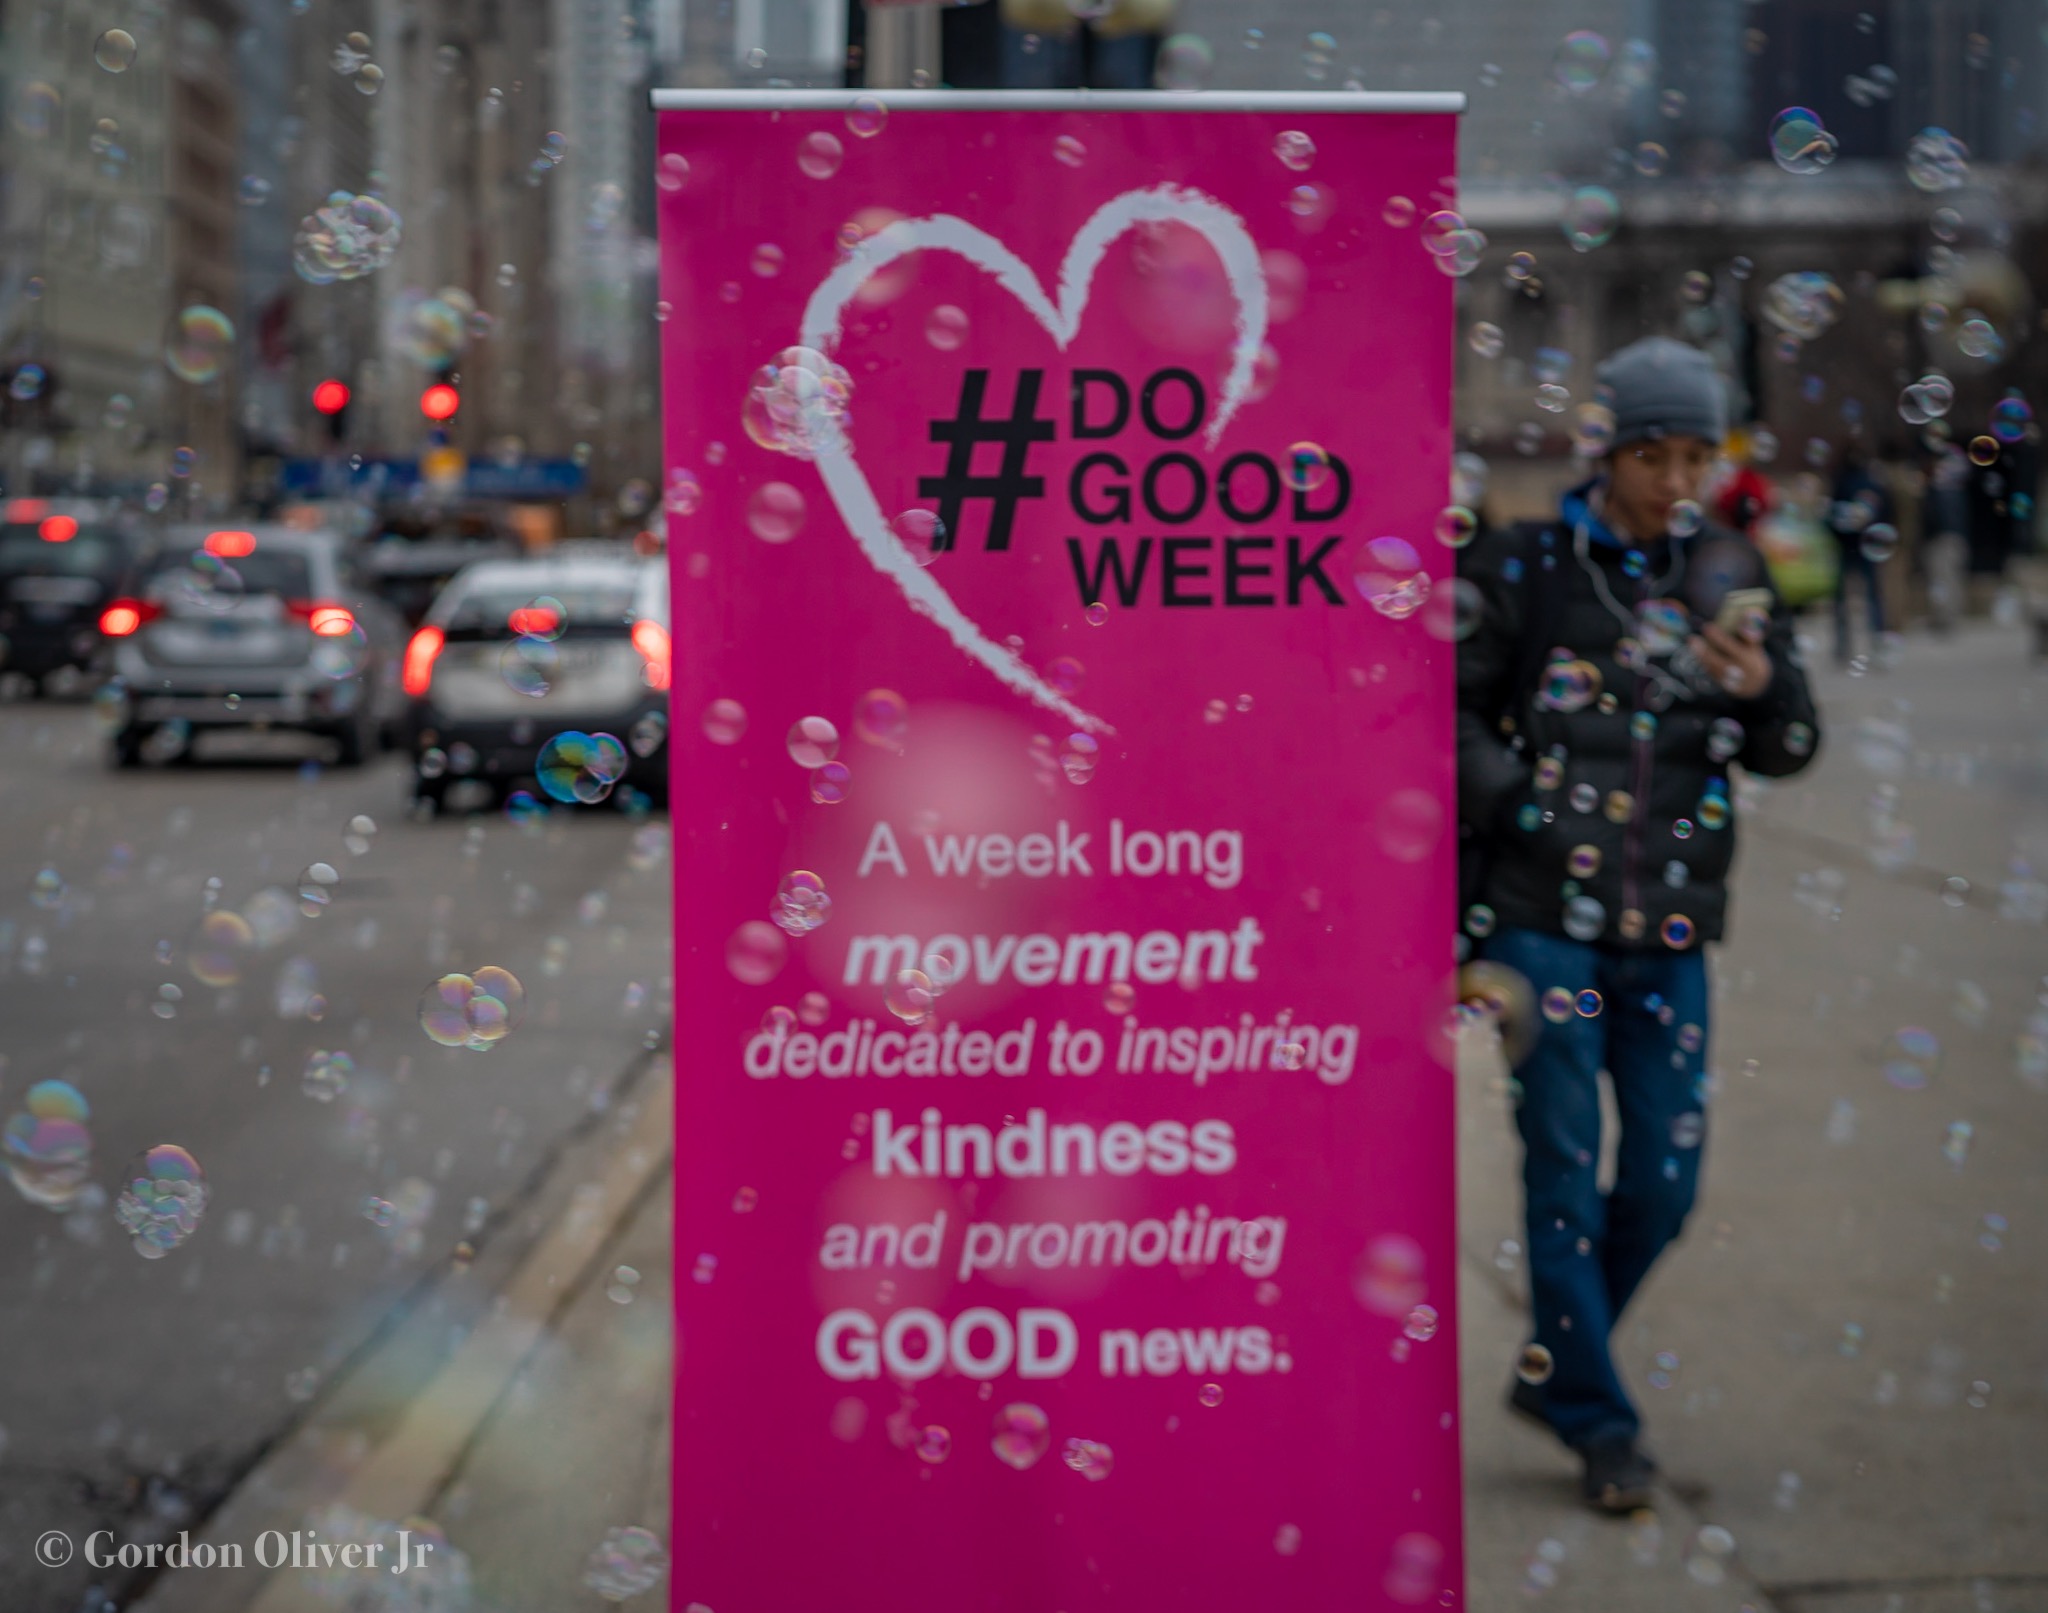 #DO
GOOD
WEEK
A week long
movement
dedicated to inspiring
kindness
and promoting
GOOD news.
© Gordon Oliver Jr